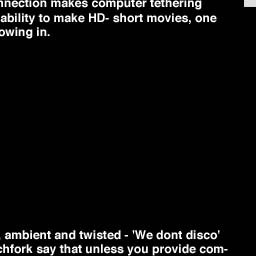 makes computer tethering
ability to make HD- short movies, one
owing in.
ambient and twisted - 'We dont disco'
chfork say that unless you provide com-